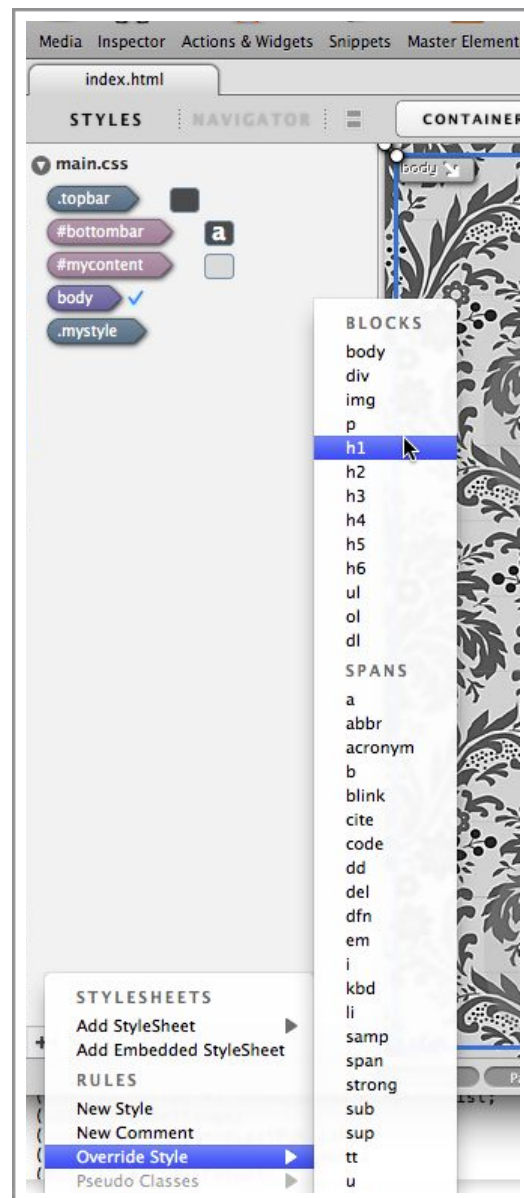 Media Inspector Actions & Widgets Snippets Master Element
index.html
STYLES NAVIGATOR CONTAINER
main.css
body
.topbar
#bottombar a
#mycontent
body
.mystyle
BLOCKS
body
div
img
p
h1
h2
h3
h4
h5
h6
ul
ol
dl
SPANS
a
abbr
acronym
b
blink
cite
code
dd
del
dfn
em
i
kbd
li
samp
span
strong
sub
sup
tt
u
STYLESHEETS
Add StyleSheet
Add Embedded StyleSheet
RULES
New Style
New Comment
Override Style
Pseudo Classes